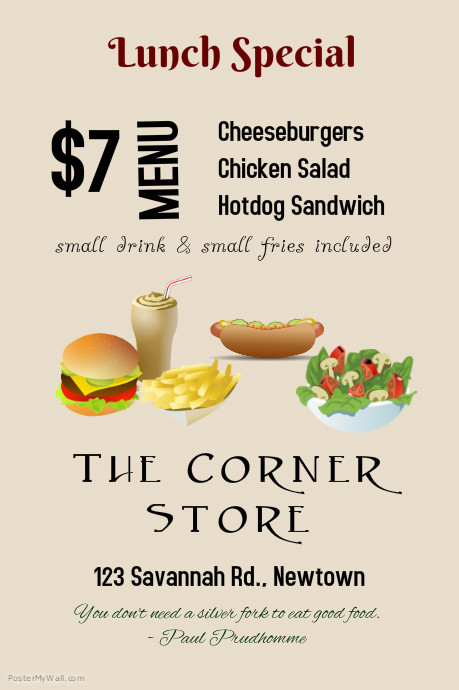 Lunch Special
$7 MENU
Cheeseburgers
Chicken Salad
Hotdog Sandwich
small drink & small fries included
THE CORNER
STORE
123 Savannah Rd., Newtown
You don't need a silver fork to eat good food.
- Paul Prudhomme
PosterMyWall.com